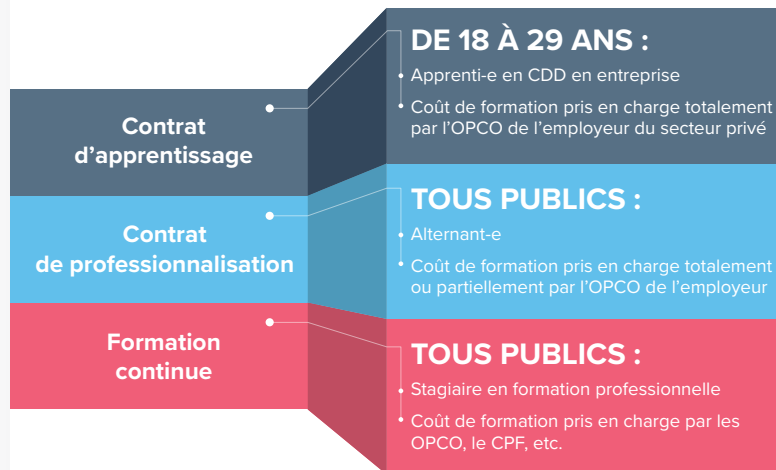 Contrat
d'apprentissage
DE 18 À 29 ANS :
• Apprenti-e en CDD en entreprise
• Coût de formation pris en charge totalement
par l'OPCO de l'employeur du secteur privé
Contrat
de professionnalisation
TOUS PUBLICS :
• Alternant-e
• Coût de formation pris en charge totalement
ou partiellement par l'OPCO de l'employeur
Formation
continue
TOUS PUBLICS :
• Stagiaire en formation professionnelle
• Coût de formation pris en charge par les
OPCO, le CPF, etc.